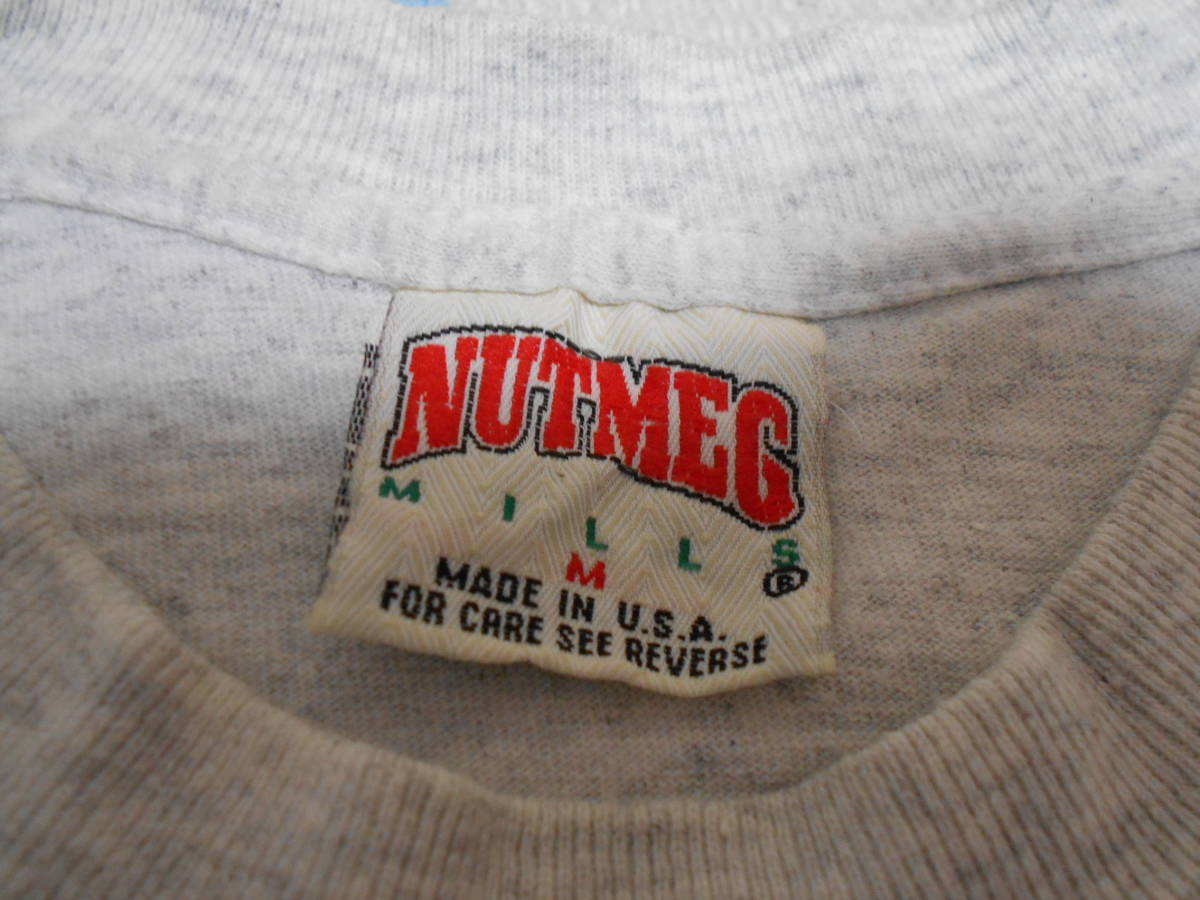 NUTMEG
MILLS®
M
MADE IN U.S.A.
FOR CARE SEE REVERSE